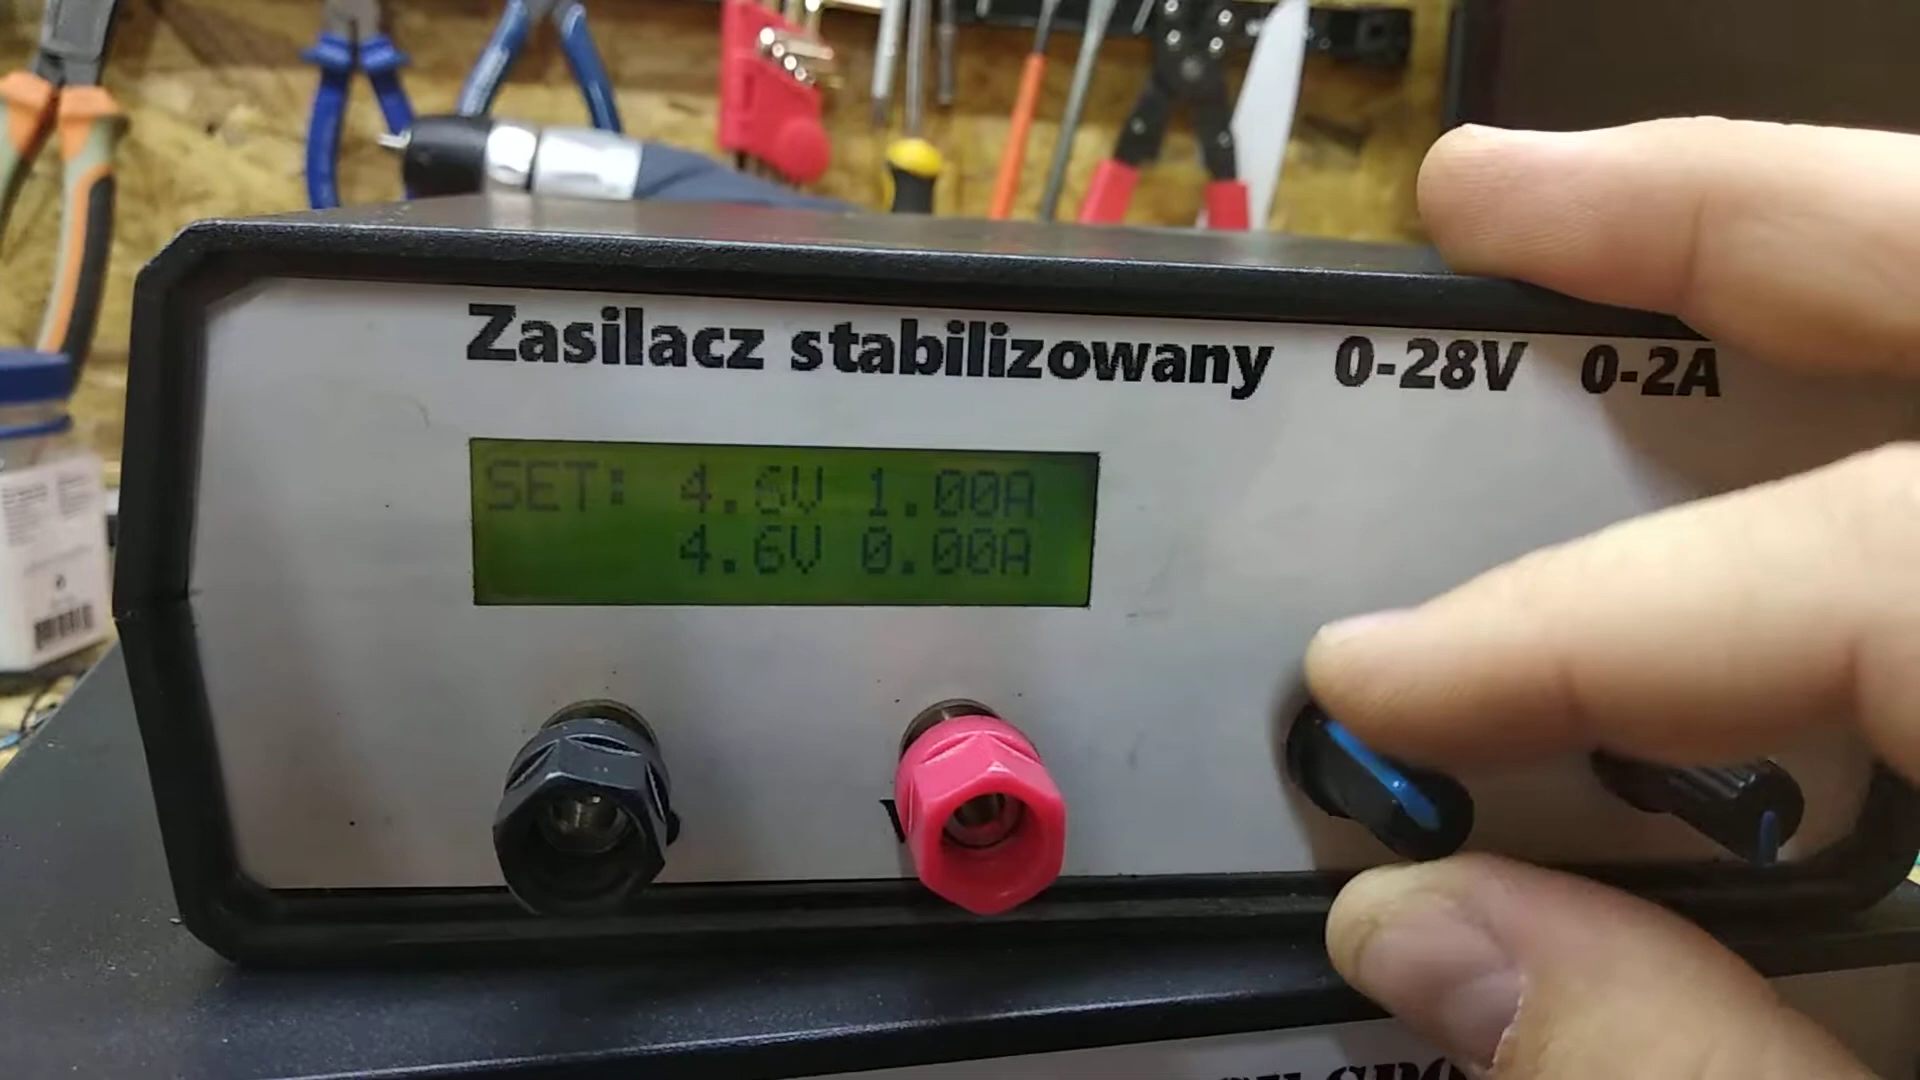 Zasilacz stabilizowany 0-28V 0-2A
SET: 4.6V 1.00A
4.6V 0.00A